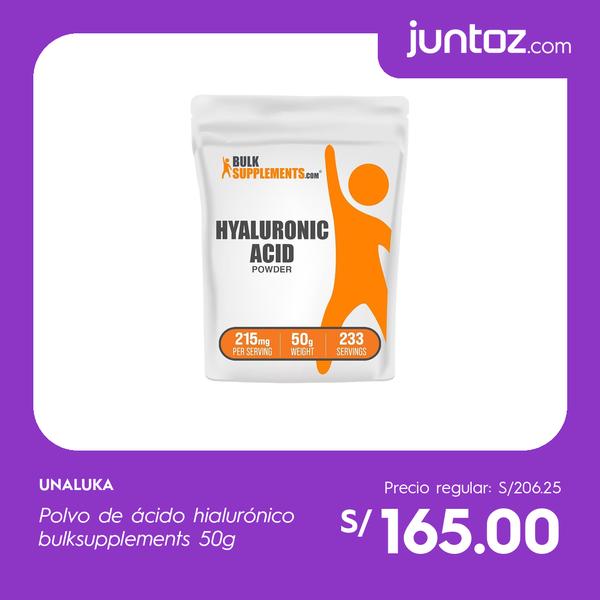 juntoz.com
BULK
SUPPLEMENTS.COM®
HYALURONIC
ACID
POWDER
215mg
PER SERVING
50g
WEIGHT
233
SERVINGS
UNALUKA
Polvo de ácido hialurónico
bulksupplements 50g
Precio regular: S/206.25
S/165.00